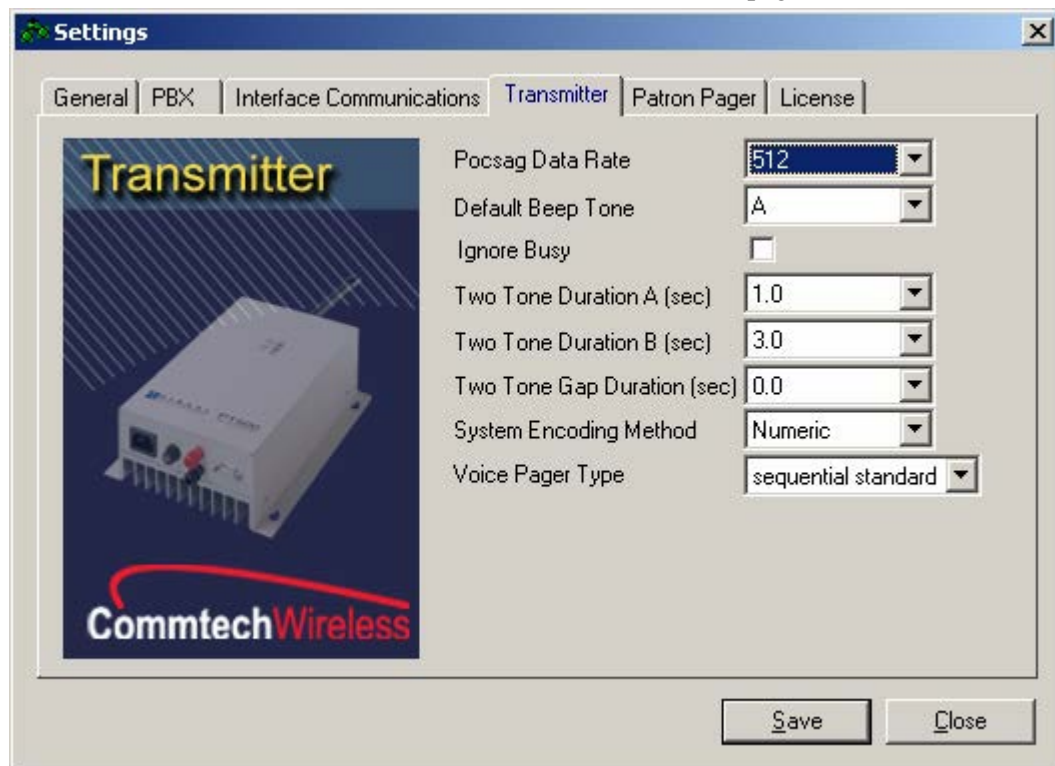 Settings
General PBX Interface Communications Transmitter Patron Pager License
Transmitter
Pocsag Data Rate 512
Default Beep Tone A
Ignore Busy
Two Tone Duration A (sec) 1.0
Two Tone Duration B (sec) 3.0
Two Tone Gap Duration (sec) 0.0
System Encoding Method Numeric
Voice Pager Type sequential standard
CommtechWireless
Save Close